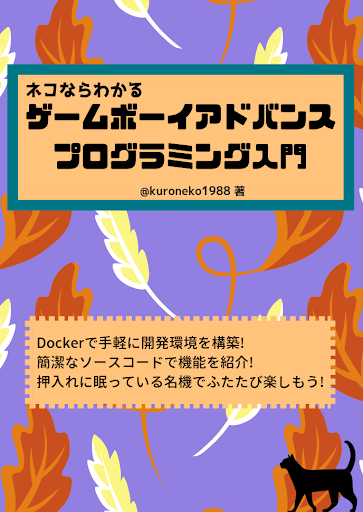 ネコならわかる
ゲームボーイアドバンス
プログラミング入門
@kuroneko1988 著
Dockerで手軽に開発環境を構築!
簡潔なソースコードで機能を紹介!
押入れに眠っている名機でふたたび楽しもう!